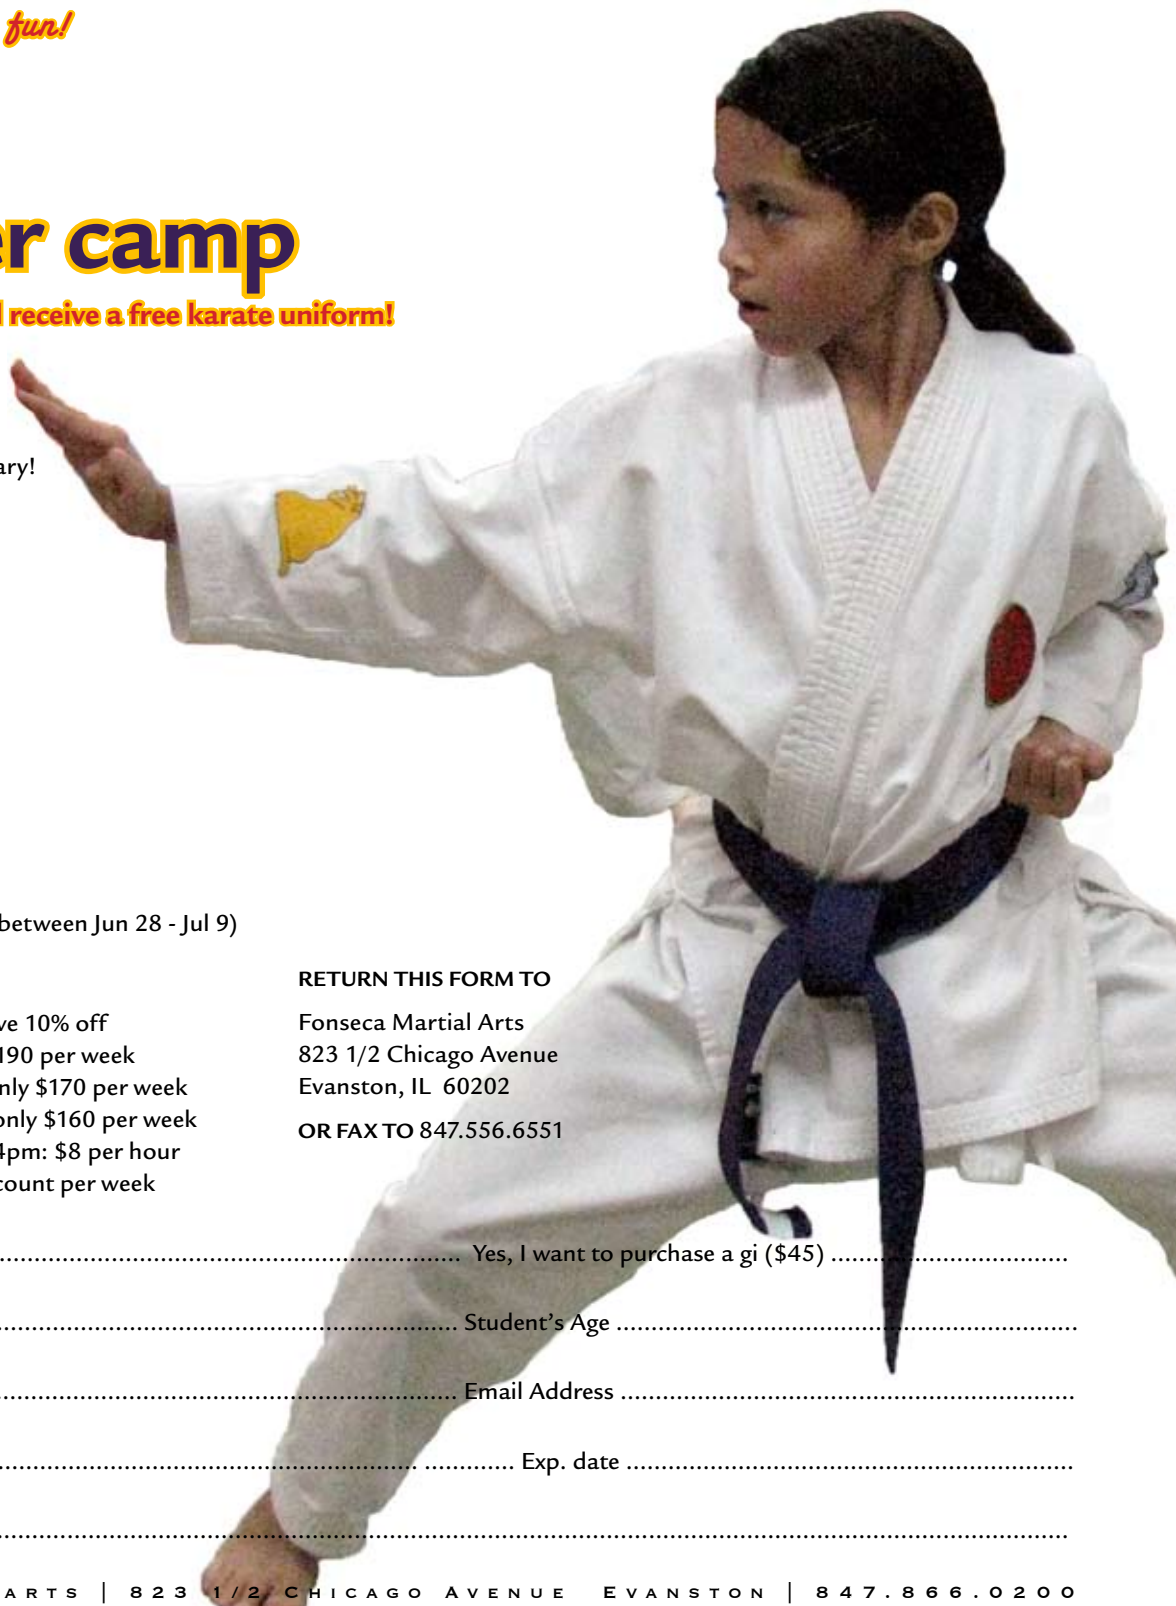 fun!
er camp
receive a free karate uniform!
ary!
between Jun 28 - Jul 9)
ve 10% off
190 per week
nly $170 per week
only $160 per week
4pm: $8 per hour
count per week
RETURN THIS FORM TO
Fonseca Martial Arts
823 1/2 Chicago Avenue
Evanston, IL 60202
OR FAX TO 847.556.6551
Yes, I want to purchase a gi ($45)
Student’s Age
Email Address
Exp. date
ARTS | 823 1/2 CHICAGO AVENUE EVANSTON | 847.866.0200